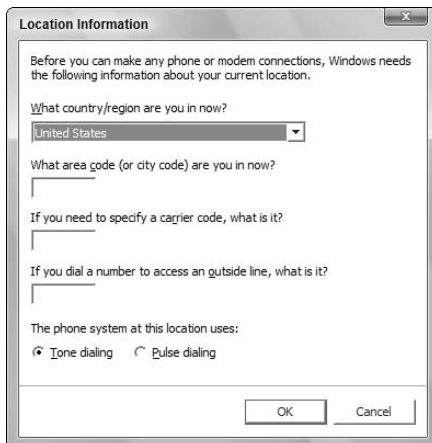 Location Information
Before you can make any phone or modem connections, Windows needs
the following information about your current location.
What country/region are you in now?
United States
What area code (or city code) are you in now?
If you need to specify a carrier code, what is it?
If you dial a number to access an outside line, what is it?
The phone system at this location uses:
Tone dialing Pulse dialing
OK Cancel